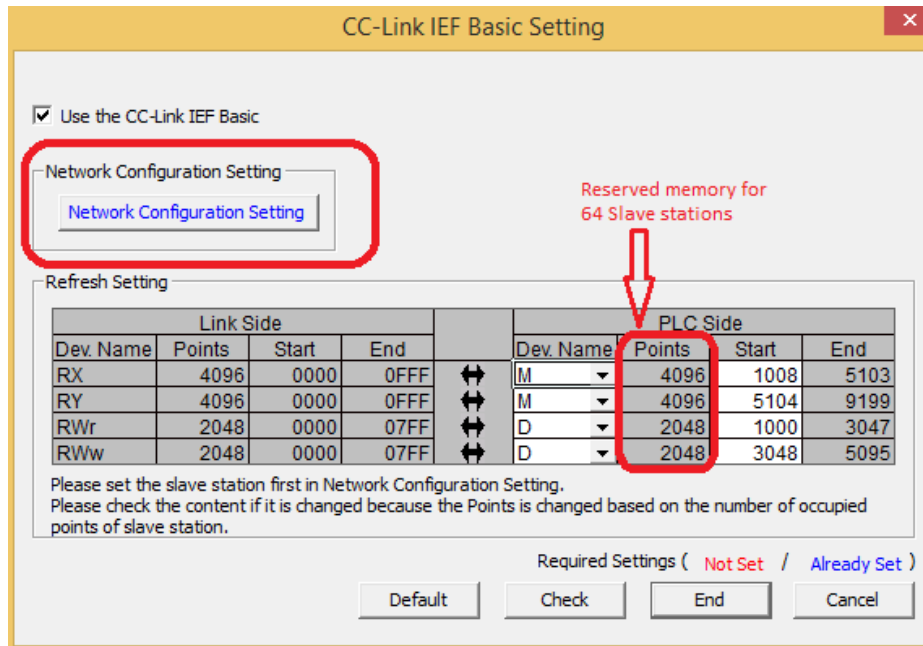 CC-Link IEF Basic Setting
Use the CC-Link IEF Basic
Network Configuration Setting
Network Configuration Setting
Reserved memory for
64 Slave stations
Refresh Setting
Link Side PLC Side
Dev. Name Points Start End Dev. Name Points Start End
RX 4096 0000 0FFF M 4096 1008 5103
RY 4096 0000 0FFF M 4096 5104 9199
RWr 2048 0000 07FF D 2048 1000 3047
RWw 2048 0000 07FF D 2048 3048 5095
Please set the slave station first in Network Configuration Setting.
Please check the content if it is changed because the Points is changed based on the number of occupied
points of slave station.
Required Settings ( Not Set / Already Set )
Default Check End Cancel